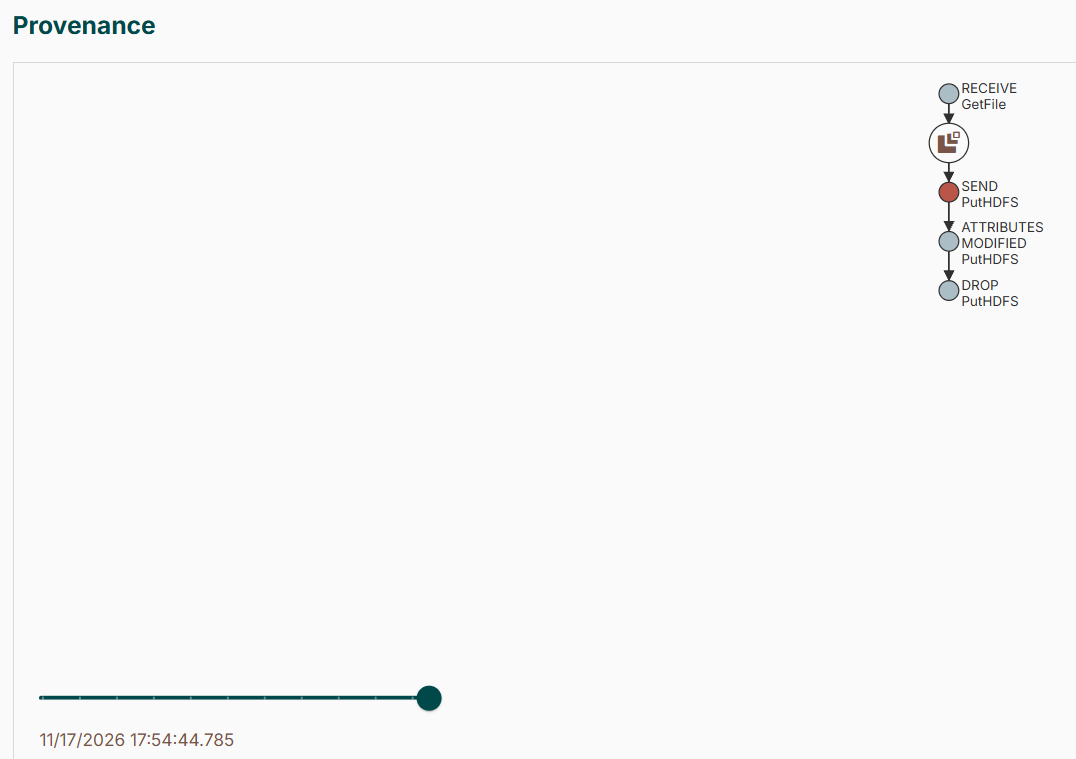 Provenance
RECEIVE
GetFile
SEND
PutHDFS
ATTRIBUTES
MODIFIED
PutHDFS
DROP
PutHDFS
11/17/2026 17:54:44.785